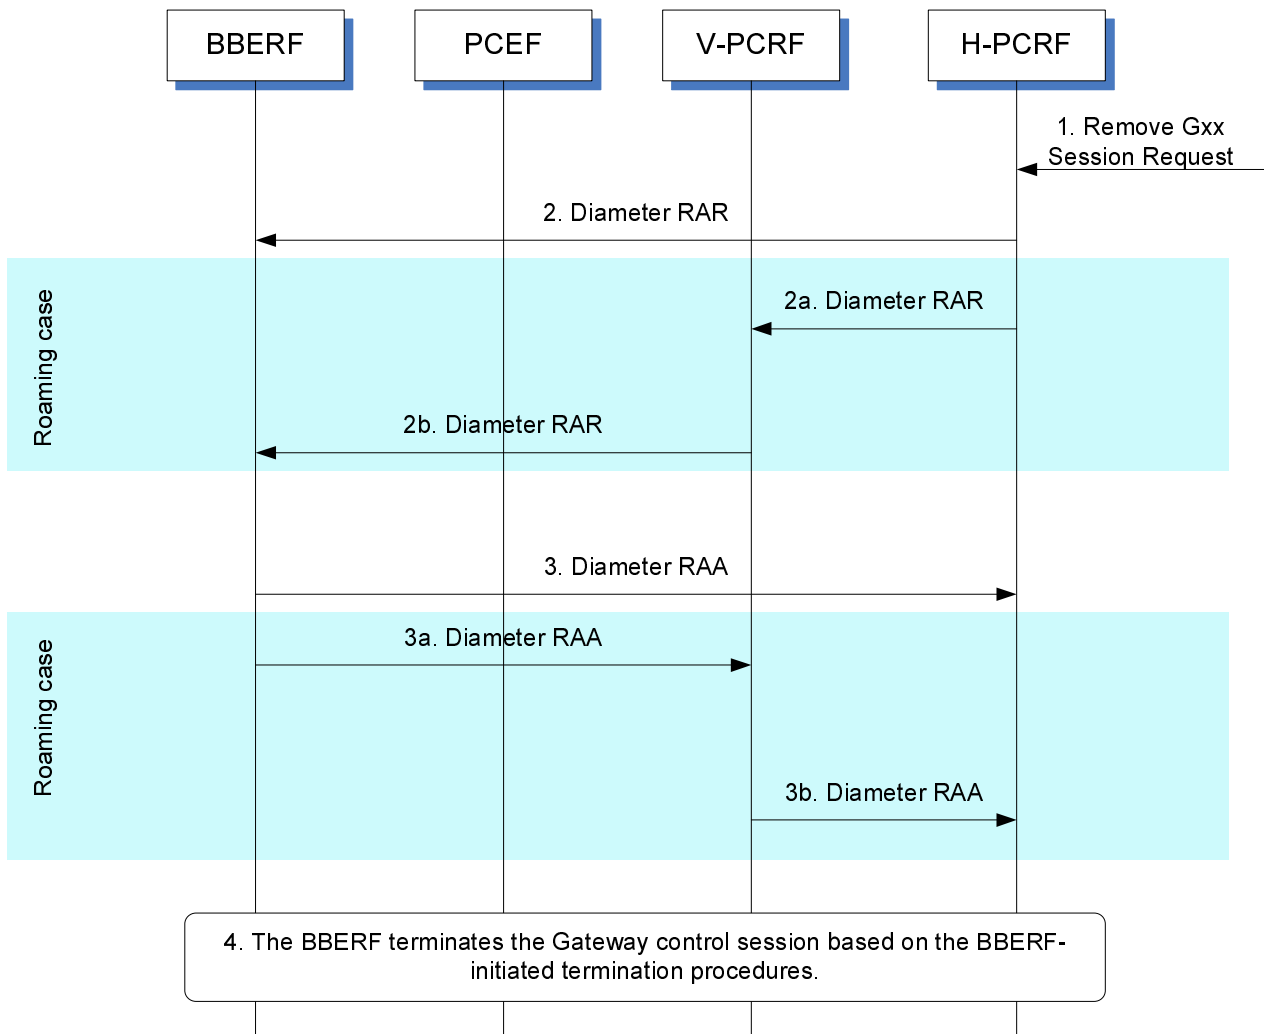 BBERF
PCEF
V-PCRF
H-PCRF
1. Remove Gxx
Session Request
2. Diameter RAR
Roaming case
2a. Diameter RAR
2b. Diameter RAR
3. Diameter RAA
Roaming case
3a. Diameter RAA
3b. Diameter RAA
4. The BBERF terminates the Gateway control session based on the BBERF-
initiated termination procedures.